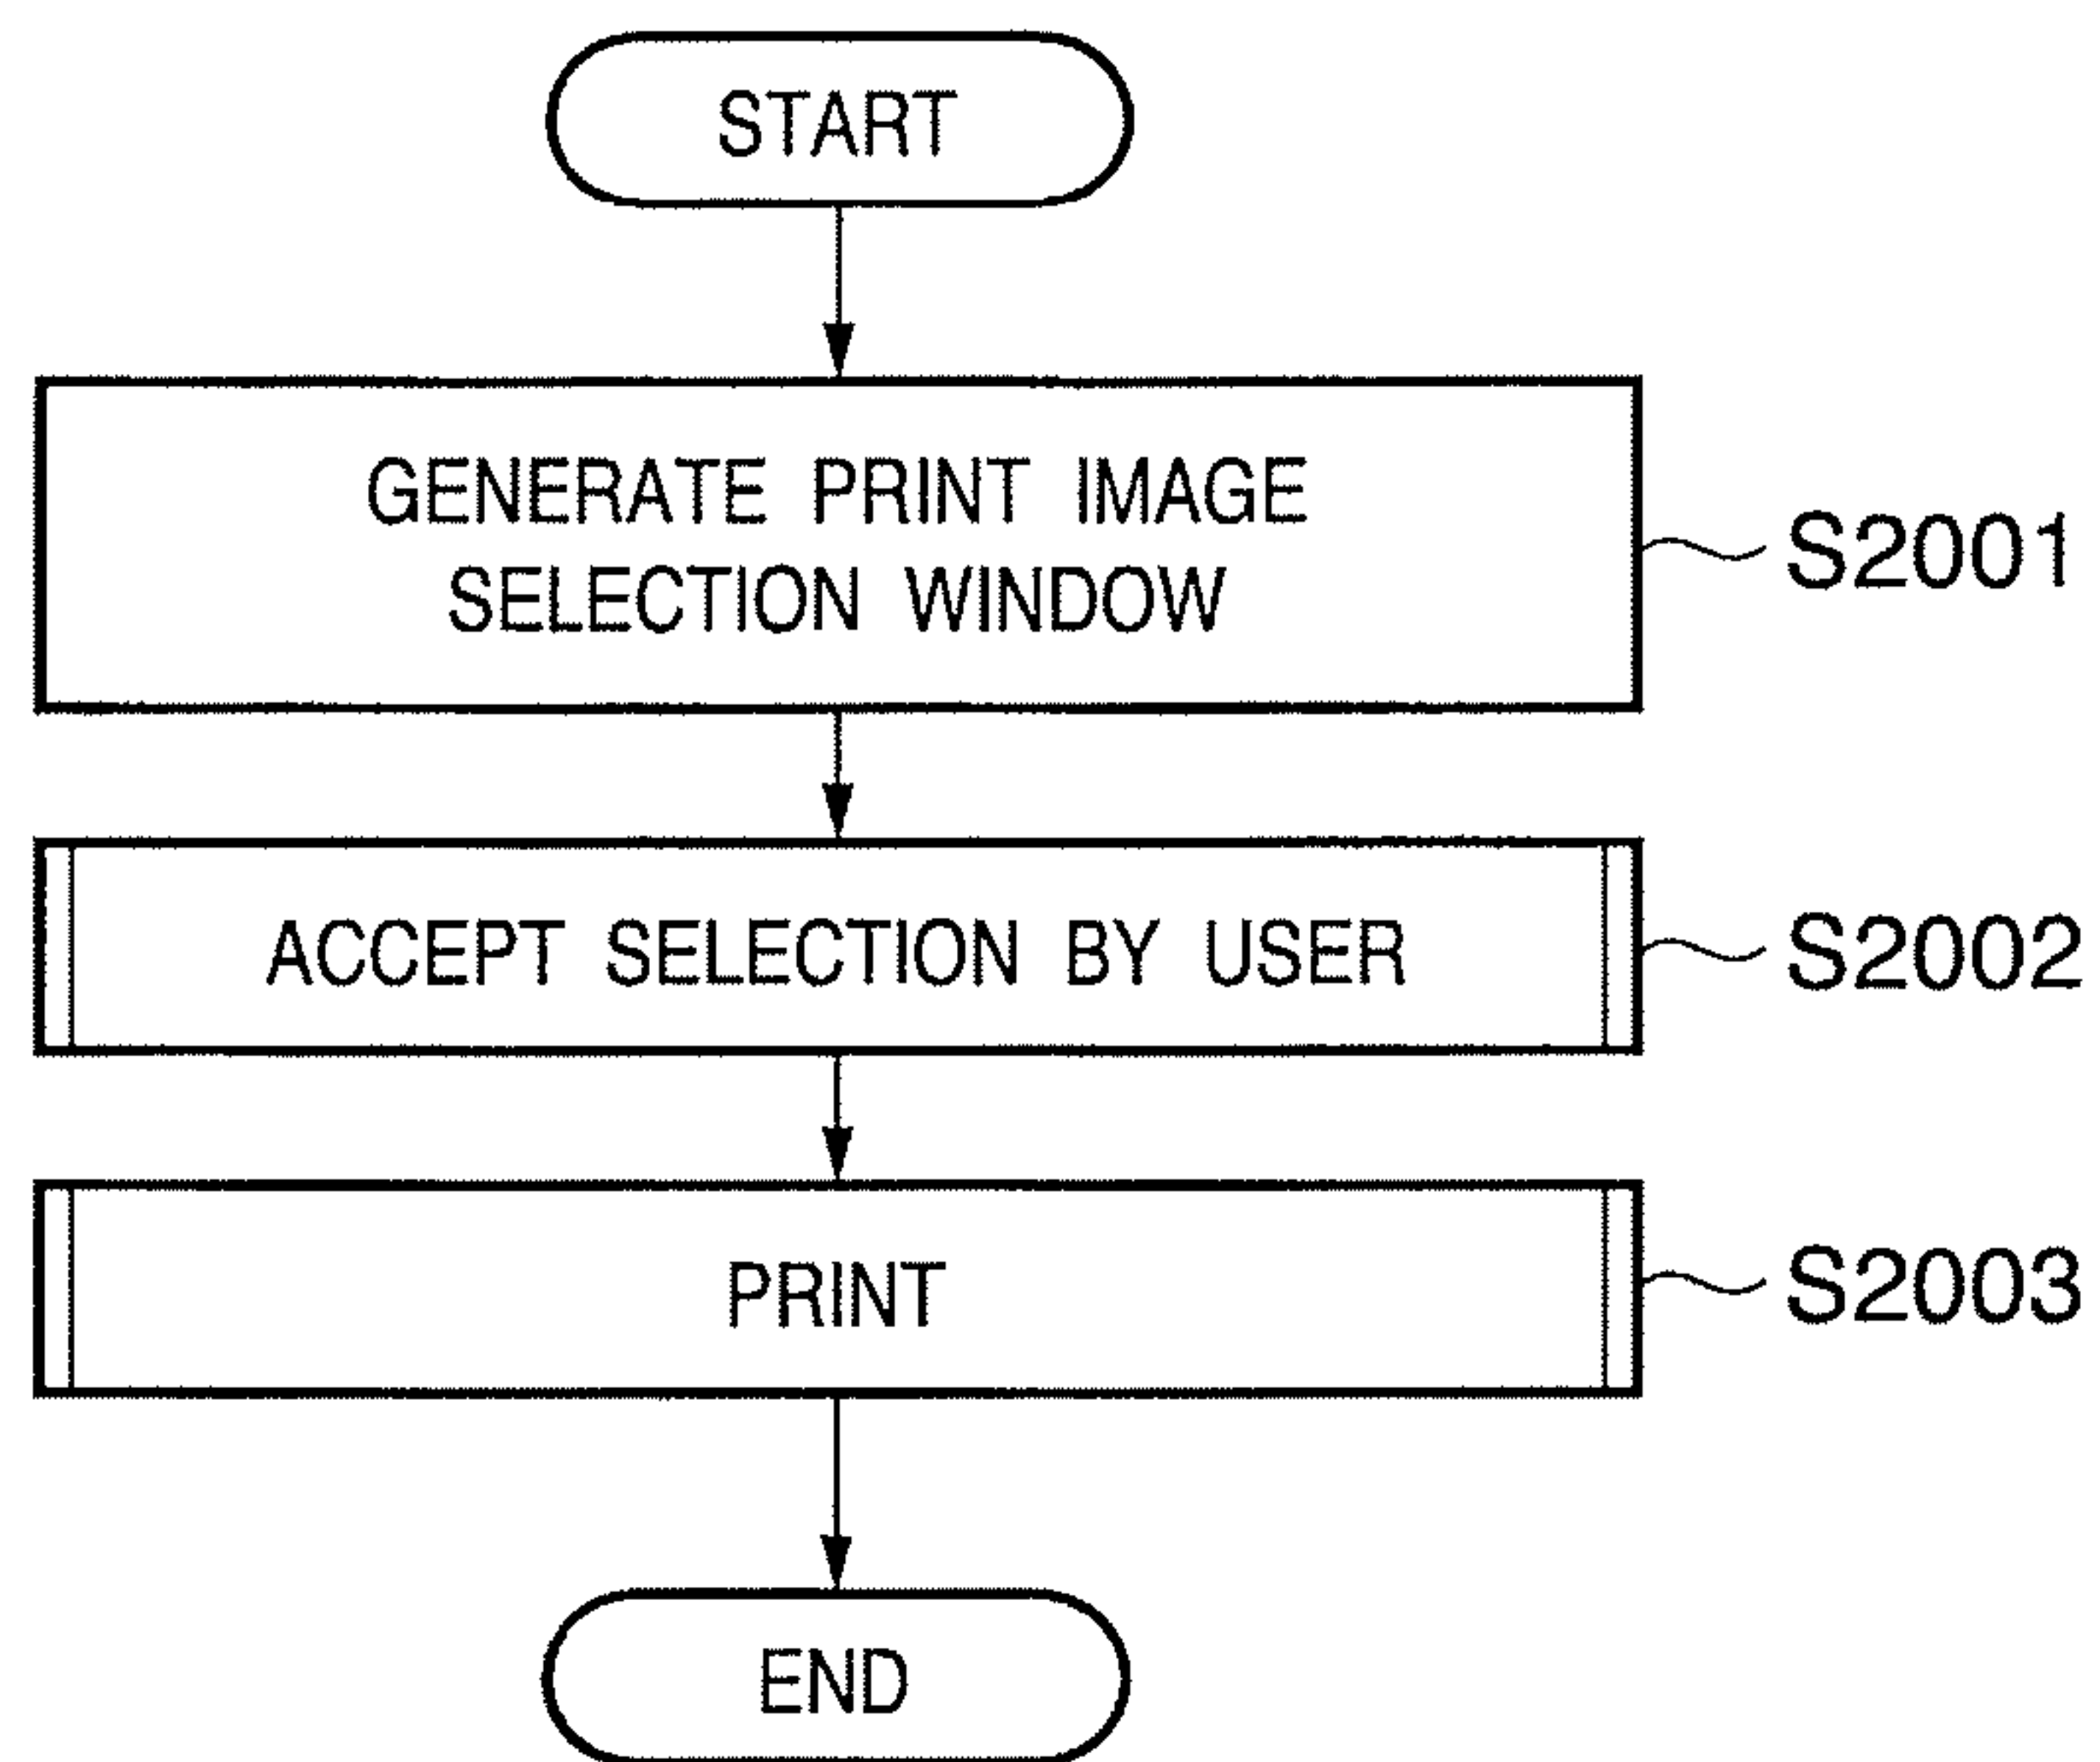 START
GENERATE PRINT IMAGE
SELECTION WINDOW
S2001
ACCEPT SELECTION BY USER
S2002
PRINT
S2003
END